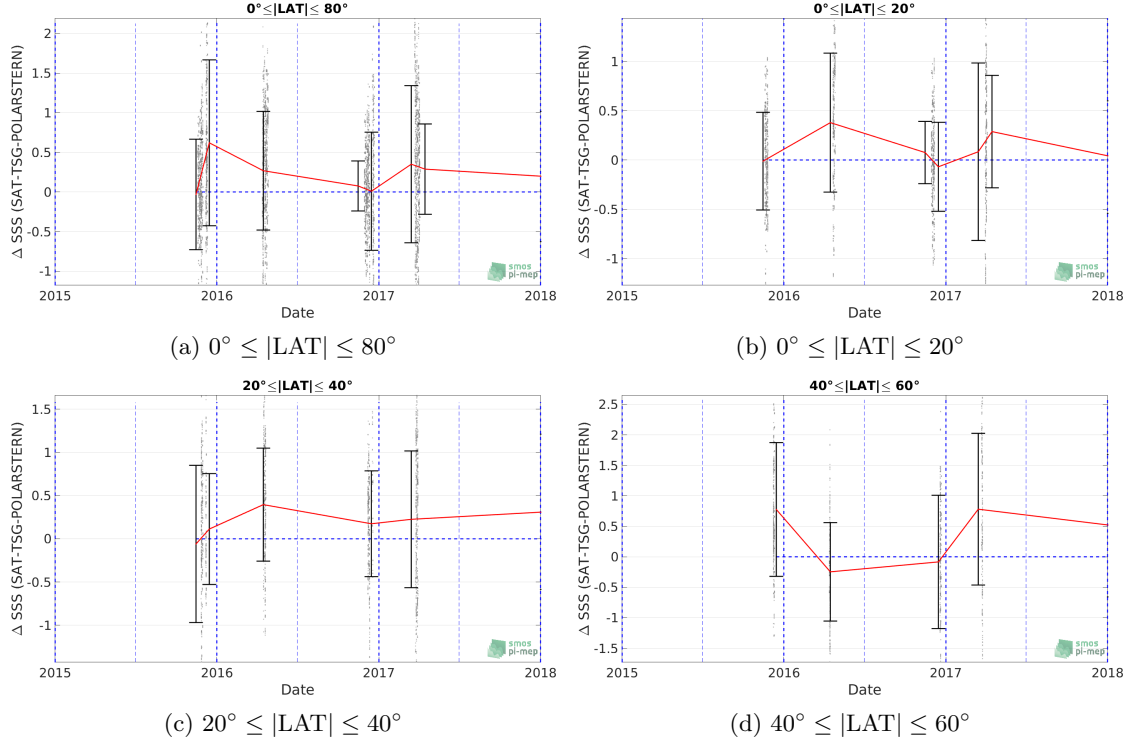 0°≤|LAT|≤ 80°
Δ SSS (SAT-TSG-POLARSTERN)
2
1.5
1
0.5
0
-0.5
-1
2015
2016
2017
2018
Date
smos
pi-mep
(a) 0° ≤ |LAT| ≤ 80°
0°≤|LAT|≤ 20°
Δ SSS (SAT-TSG-POLARSTERN)
1
0.5
0
-0.5
-1
2015
2016
2017
2018
Date
smos
pi-mep
(b) 0° ≤ |LAT| ≤ 20°
20°≤|LAT|≤ 40°
Δ SSS (SAT-TSG-POLARSTERN)
1.5
1
0.5
0
-0.5
-1
2015
2016
2017
2018
Date
smos
pi-mep
(c) 20° ≤ |LAT| ≤ 40°
40°≤|LAT|≤ 60°
Δ SSS (SAT-TSG-POLARSTERN)
2.5
2
1.5
1
0.5
0
-0.5
-1
-1.5
2015
2016
2017
2018
Date
smos
pi-mep
(d) 40° ≤ |LAT| ≤ 60°